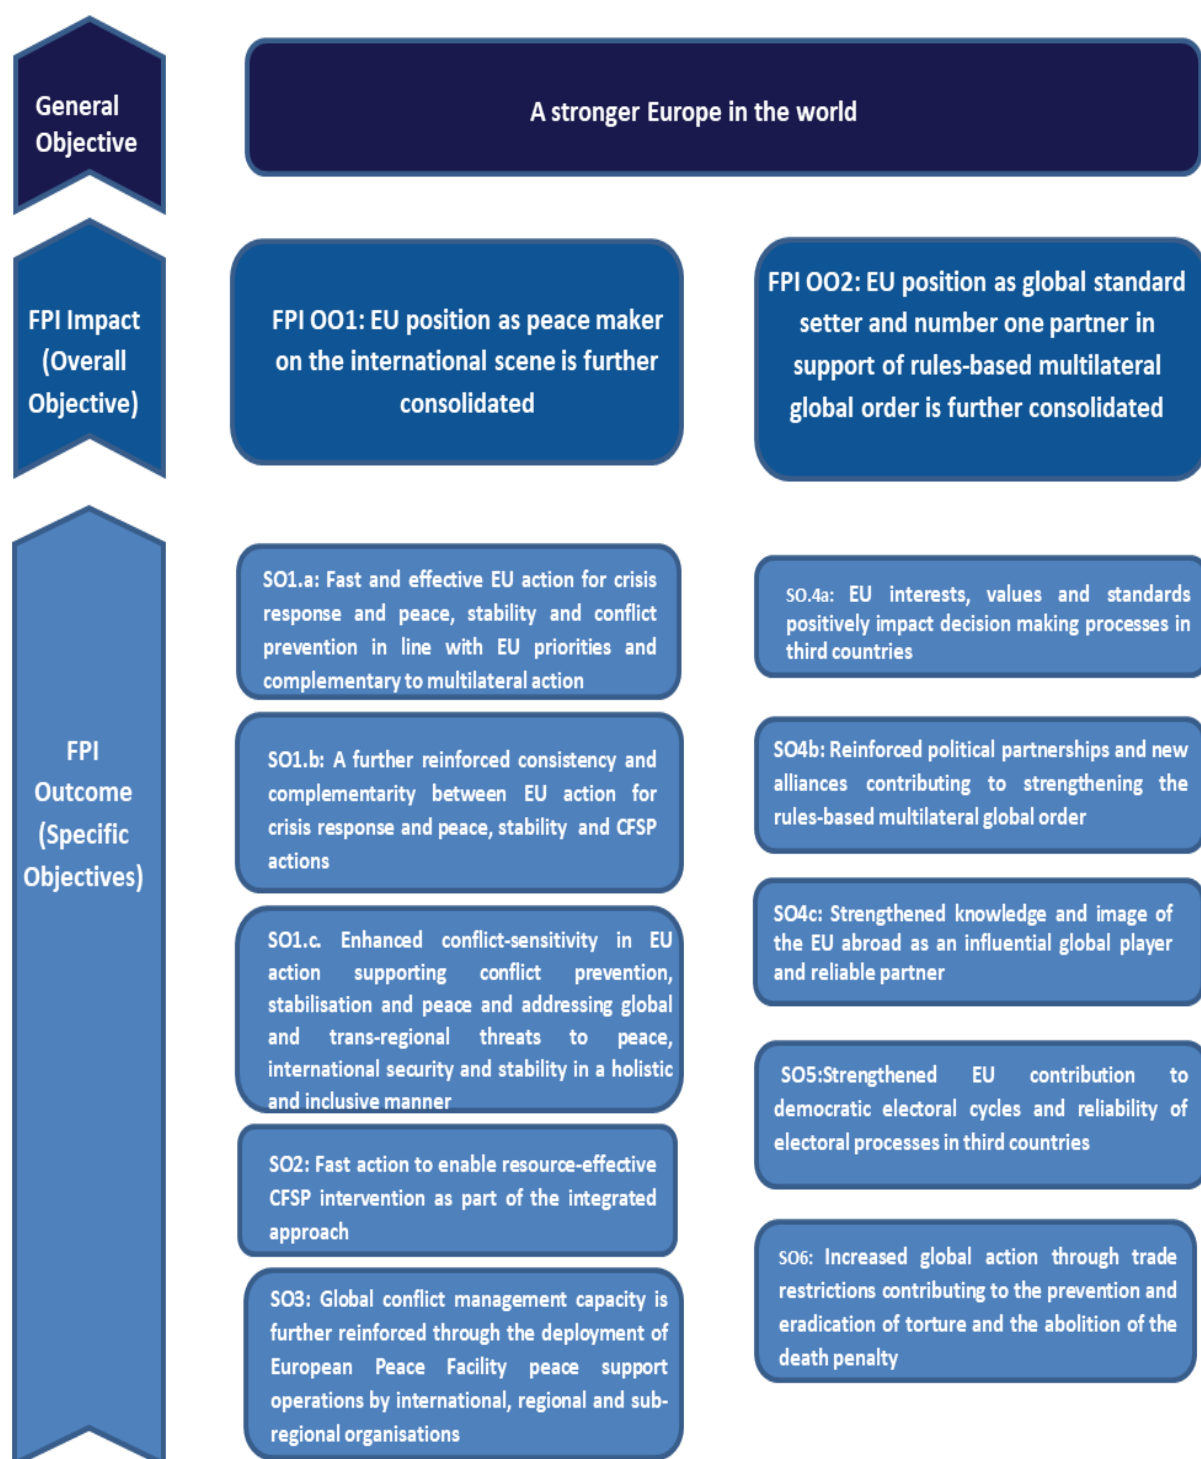 General
Objective
A stronger Europe in the world
FPI Impact
(Overall
Objective)
FPI OO1: EU position as peace maker
on the international scene is further
consolidated
FPI OO2: EU position as global standard
setter and number one partner in
support of rules-based multilateral
global order is further consolidated
FPI
Outcome
(Specific
Objectives)
SO1.a: Fast and effective EU action for crisis
response and peace, stability and conflict
prevention in line with EU priorities and
complementary to multilateral action
SO1.b: A further reinforced consistency and
complementarity between EU action for
crisis response and peace, stability and CFSP
actions
SO1.c. Enhanced conflict-sensitivity in EU
action supporting conflict prevention,
stabilisation and peace and addressing global
and trans-regional threats to peace,
international security and stability in a holistic
and inclusive manner
SO2: Fast action to enable resource-effective
CFSP intervention as part of the integrated
approach
SO3: Global conflict management capacity is
further reinforced through the deployment of
European Peace Facility peace support
operations by international, regional and sub-
regional organisations
SO.4a: EU interests, values and standards
positively impact decision making processes in
third countries
SO4b: Reinforced political partnerships and new
alliances contributing to strengthening the
rules-based multilateral global order
SO4c: Strengthened knowledge and image of
the EU abroad as an influential global player
and reliable partner
SO5:Strengthened EU contribution to
democratic electoral cycles and reliability of
electoral processes in third countries
SO6: Increased global action through trade
restrictions contributing to the prevention and
eradication of torture and the abolition of the
death penalty